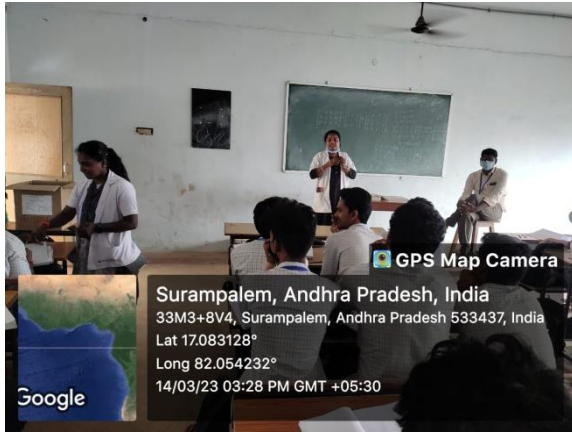 GPS Map Camera
Surampalem, Andhra Pradesh, India
33M3+8V4, Surampalem, Andhra Pradesh 533437, India
Lat 17.083128°
Long 82.054232°
14/03/23 03:28 PM GMT +05:30
Google